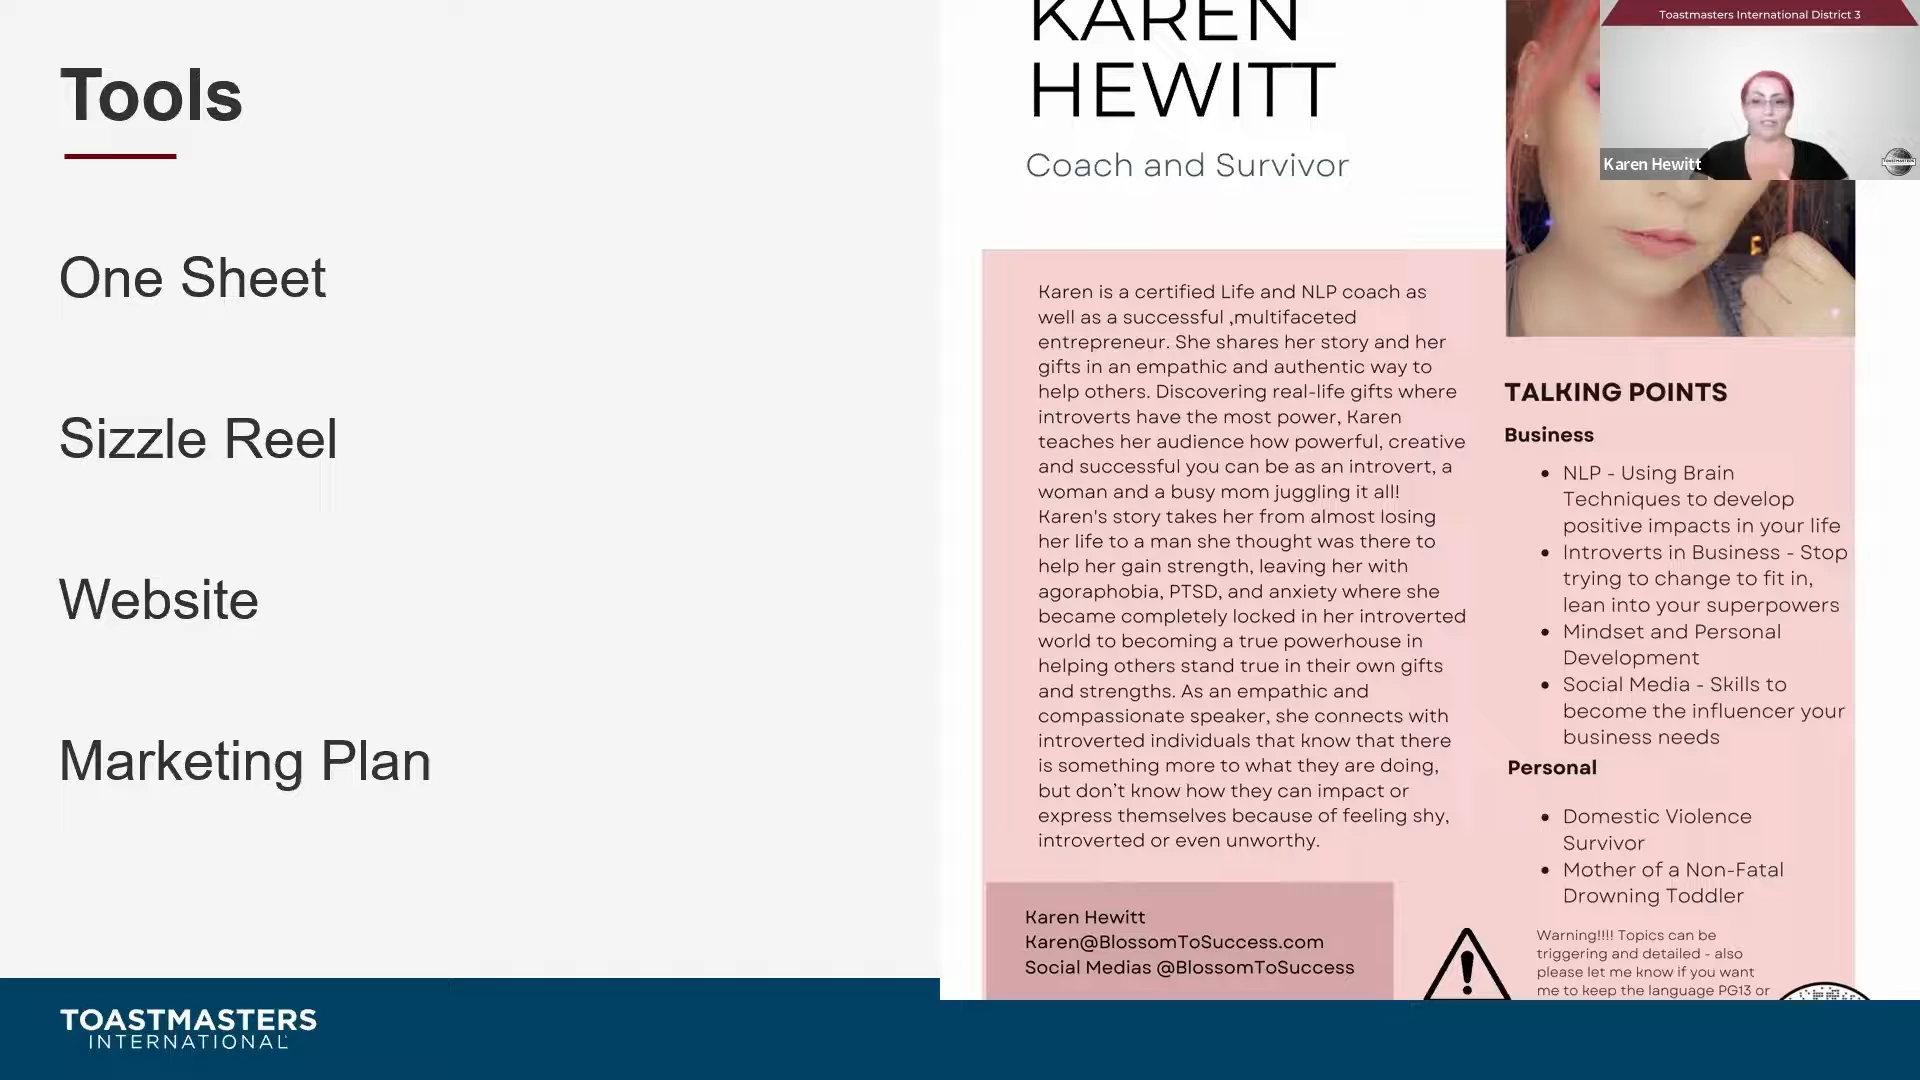 Tools
One Sheet
Sizzle Reel
Website
Marketing Plan
TOASTMASTERS
INTERNATIONAL
KAREN
HEWITT
Coach and Survivor
Karen is a certified Life and NLP coach as
well as a successful ,multifaceted
entrepreneur. She shares her story and her
gifts in an empathic and authentic way to
help others. Discovering real-life gifts where
introverts have the most power, Karen
teaches her audience how powerful, creative
and successful you can be as an introvert, a
woman and a busy mom juggling it all!
Karen's story takes her from almost losing
her life to a man she thought was there to
help her gain strength, leaving her with
agoraphobia, PTSD, and anxiety where she
became completely locked in her introverted
world to becoming a true powerhouse in
helping others stand true in their own gifts
and strengths. As an empathic and
compassionate speaker, she connects with
introverted individuals that know that there
is something more to what they are doing,
but don’t know how they can impact or
express themselves because of feeling shy,
introverted or even unworthy.
Karen Hewitt
Karen@BlossomToSuccess.com
Social Medias @BlossomToSuccess
TALKING POINTS
Business
• NLP - Using Brain
Techniques to develop
positive impacts in your life
• Introverts in Business - Stop
trying to change to fit in,
lean into your superpowers
• Mindset and Personal
Development
• Social Media - Skills to
become the influencer your
business needs
Personal
• Domestic Violence
Survivor
• Mother of a Non-Fatal
Drowning Toddler
Warning!!!! Topics can be
triggering and detailed - also
please let me know if you want
me to keep the language PG13 or
Toastmasters International District 3
Karen Hewitt
TOASTMASTERS